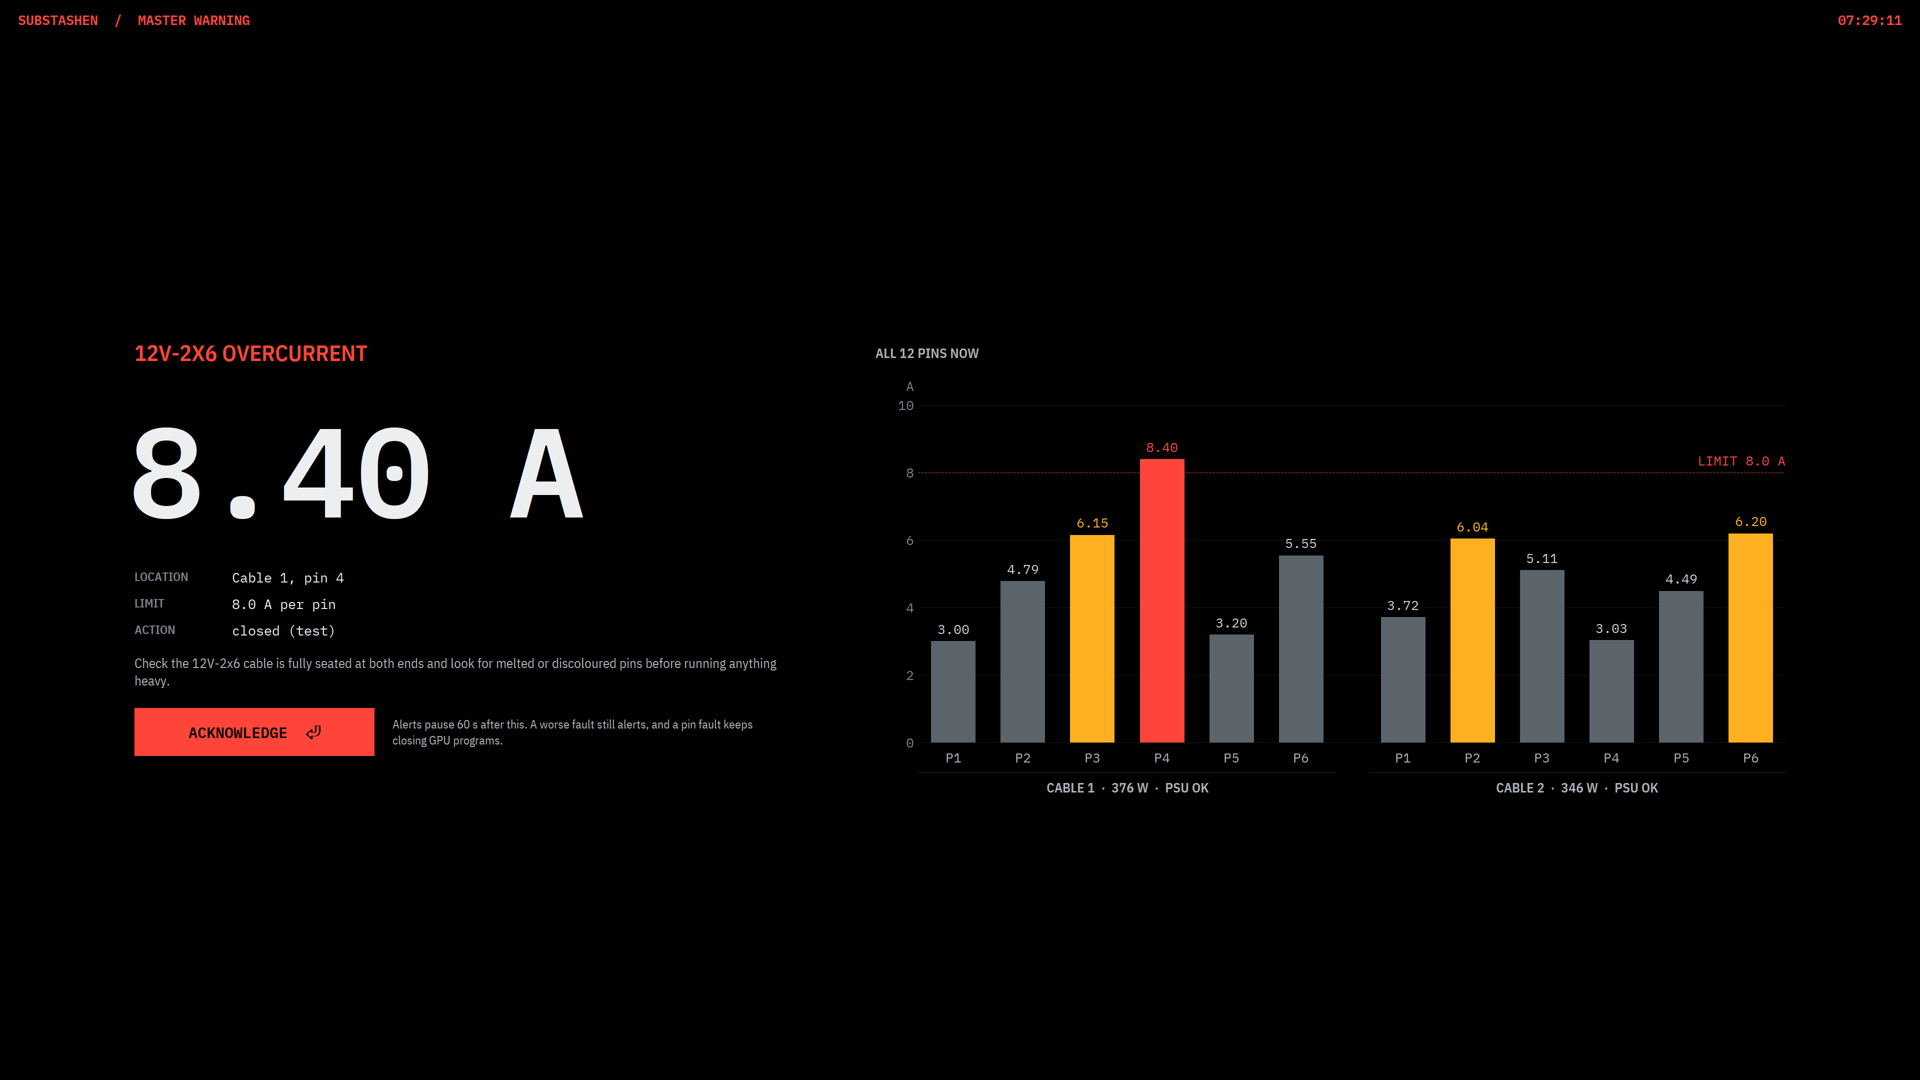 SUBSTASHEN / MASTER WARNING
07:29:11
12V-2X6 OVERCURRENT
8.40 A
LOCATION Cable 1, pin 4
LIMIT 8.0 A per pin
ACTION closed (test)
Check the 12V-2x6 cable is fully seated at both ends and look for melted or discoloured pins before running anything
heavy.
ACKNOWLEDGE
Alerts pause 60 s after this. A worse fault still alerts, and a pin fault keeps
closing GPU programs.
ALL 12 PINS NOW
A
10
8
6
4
2
0
LIMIT 8.0 A
3.00 4.79 6.15 8.40 3.20 5.55 3.72 6.04 5.11 3.03 4.49 6.20
P1 P2 P3 P4 P5 P6 P1 P2 P3 P4 P5 P6
CABLE 1 · 376 W · PSU OK
CABLE 2 · 346 W · PSU OK